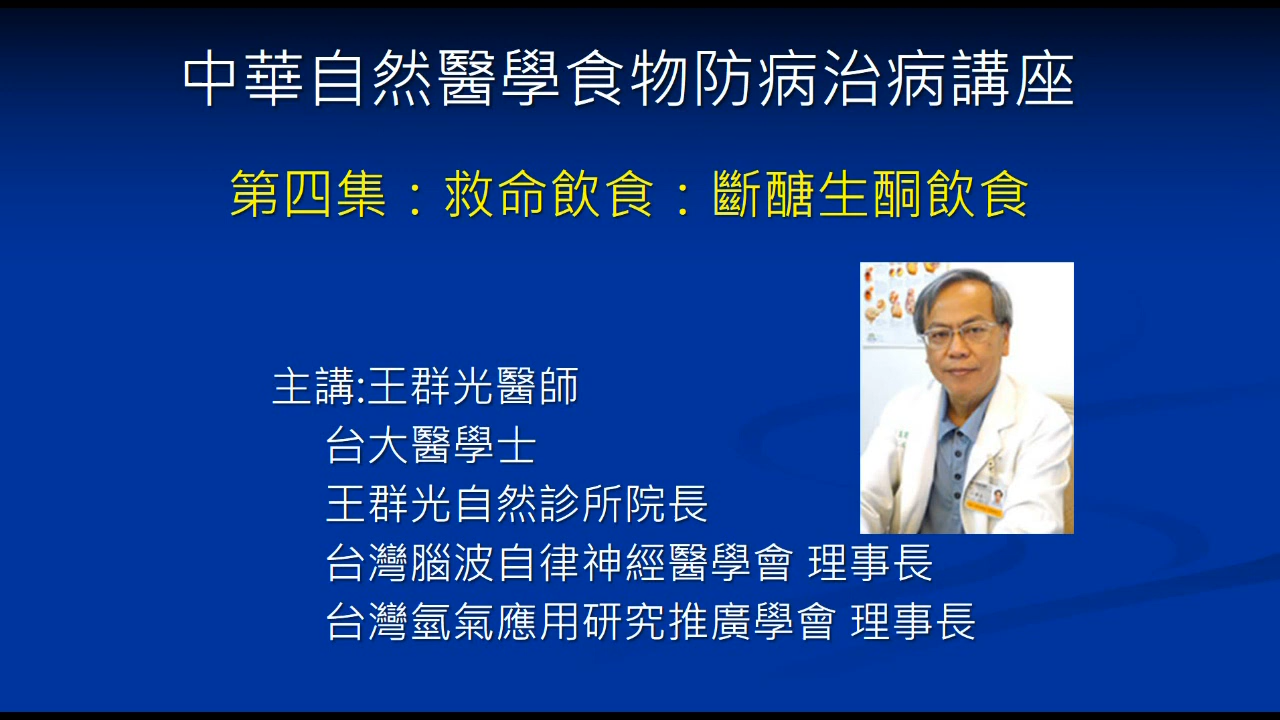 中華自然醫學食物防病治病講座
第四集：救命飲食：斷醣生酮飲食
主講:王群光醫師
台大醫學士
王群光自然診所院長
台灣腦波自律神經醫學會 理事長
台灣氫氣應用研究推廣學會 理事長